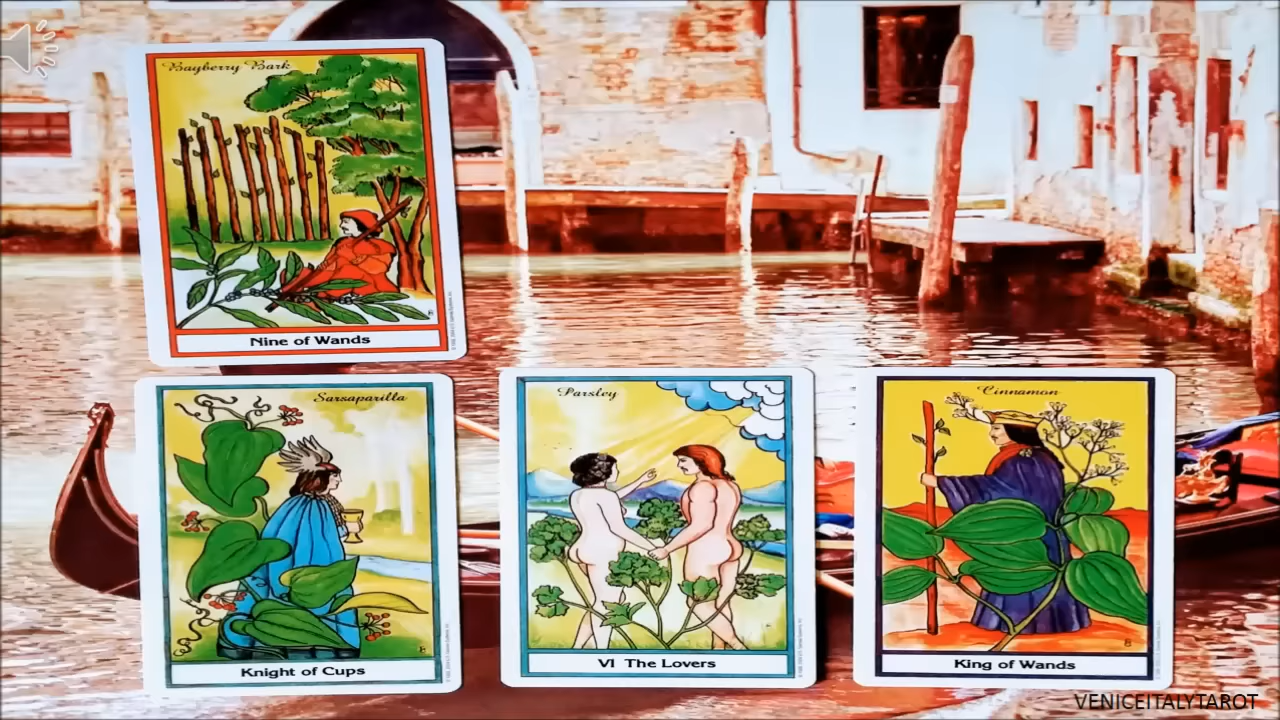 Bayberry Bark
Nine of Wands
Sarsaparilla
Knight of Cups
Parsley
VI The Lovers
Cinnamon
King of Wands
VENICEITALYTAROT